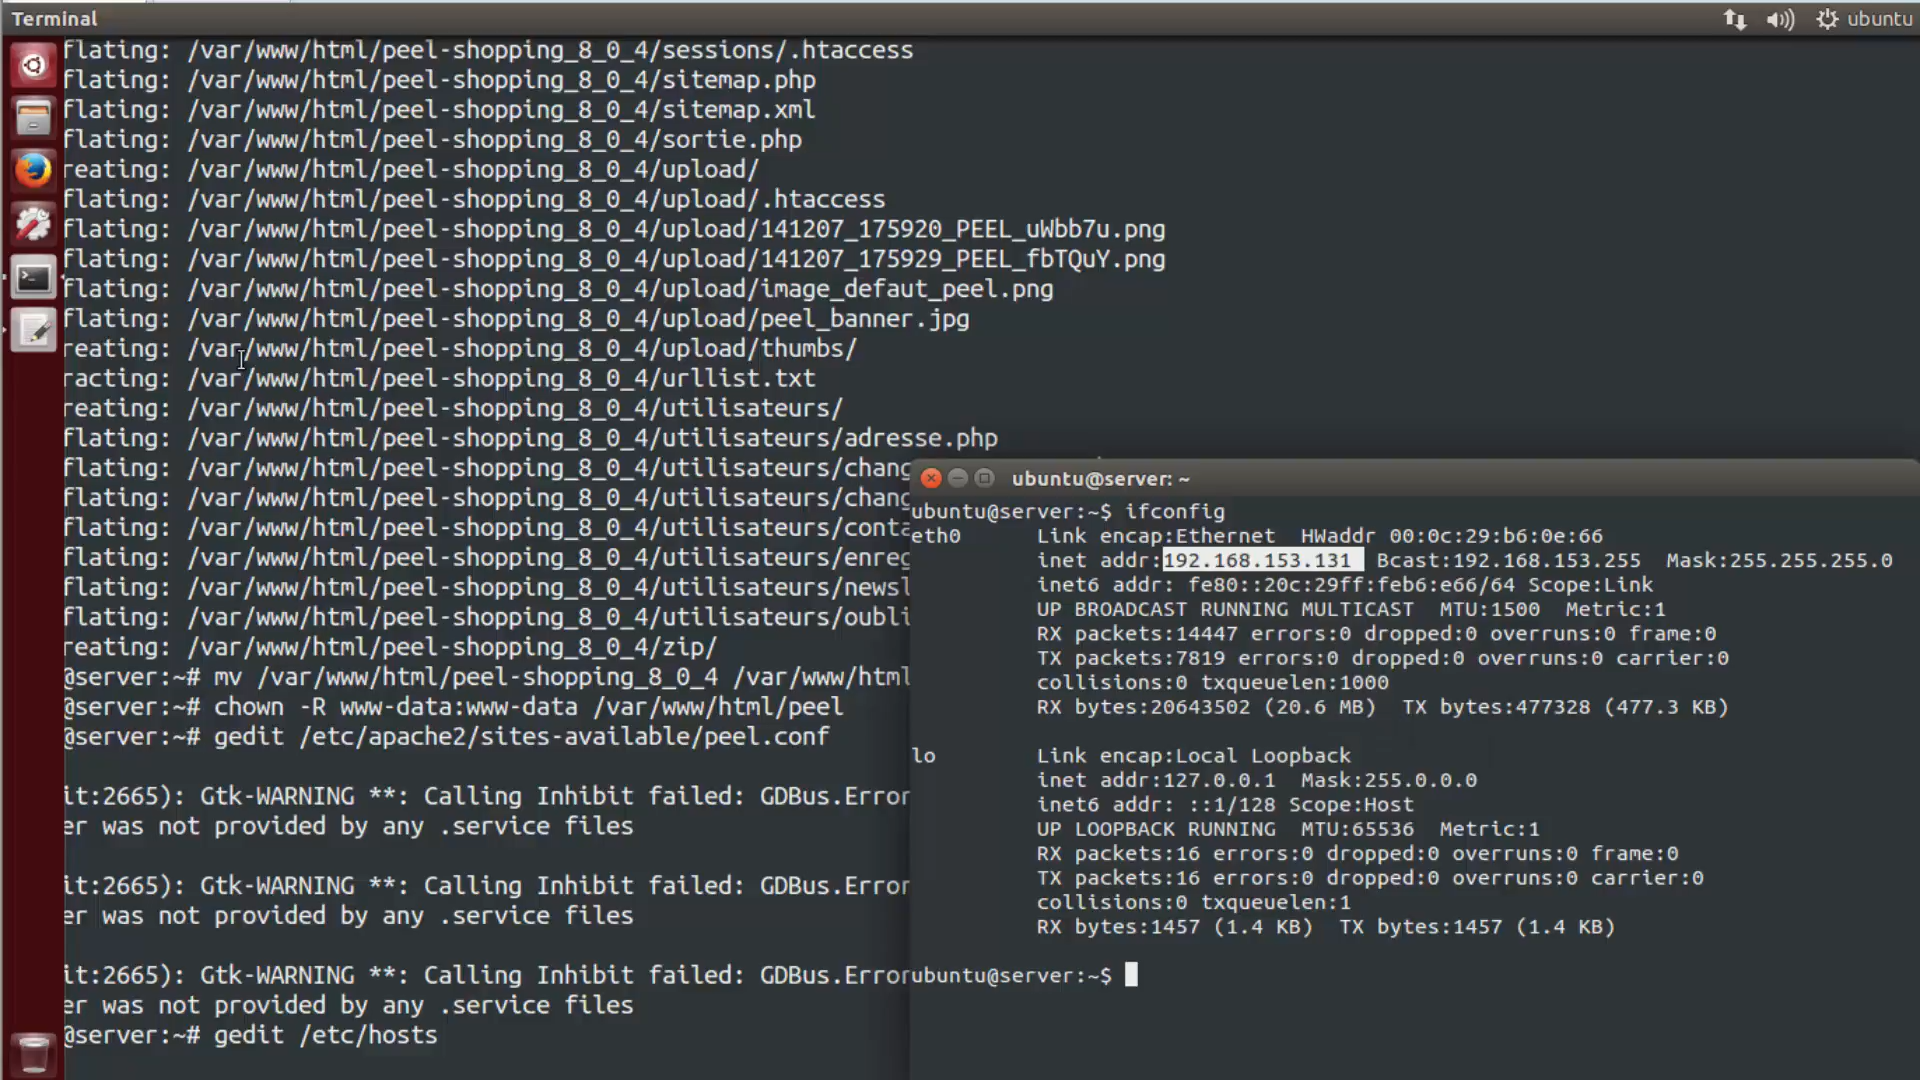 Terminal
ubuntu
flating: /var/www/html/peel-shopping_8_0_4/sessions/.htaccess
flating: /var/www/html/peel-shopping_8_0_4/sitemap.php
flating: /var/www/html/peel-shopping_8_0_4/sitemap.xml
flating: /var/www/html/peel-shopping_8_0_4/sortie.php
reating: /var/www/html/peel-shopping_8_0_4/upload/
flating: /var/www/html/peel-shopping_8_0_4/upload/.htaccess
flating: /var/www/html/peel-shopping_8_0_4/upload/141207_175920_PEEL_uWbb7u.png
flating: /var/www/html/peel-shopping_8_0_4/upload/141207_175929_PEEL_fbTQuY.png
flating: /var/www/html/peel-shopping_8_0_4/upload/image_defaut_peel.png
flating: /var/www/html/peel-shopping_8_0_4/upload/peel_banner.jpg
reating: /var/www/html/peel-shopping_8_0_4/upload/thumbs/
racting: /var/www/html/peel-shopping_8_0_4/urllist.txt
reating: /var/www/html/peel-shopping_8_0_4/utilisateurs/
flating: /var/www/html/peel-shopping_8_0_4/utilisateurs/adresse.php
flating: /var/www/html/peel-shopping_8_0_4/utilisateurs/chang
flating: /var/www/html/peel-shopping_8_0_4/utilisateurs/chang
flating: /var/www/html/peel-shopping_8_0_4/utilisateurs/conta
flating: /var/www/html/peel-shopping_8_0_4/utilisateurs/enreg
flating: /var/www/html/peel-shopping_8_0_4/utilisateurs/newsl
flating: /var/www/html/peel-shopping_8_0_4/utilisateurs/oubli
reating: /var/www/html/peel-shopping_8_0_4/zip/
@server:~# mv /var/www/html/peel-shopping_8_0_4 /var/www/html
@server:~# chown -R www-data:www-data /var/www/html/peel
@server:~# gedit /etc/apache2/sites-available/peel.conf
it:2665): Gtk-WARNING **: Calling Inhibit failed: GDBus.Error
er was not provided by any .service files
it:2665): Gtk-WARNING **: Calling Inhibit failed: GDBus.Error
er was not provided by any .service files
it:2665): Gtk-WARNING **: Calling Inhibit failed: GDBus.Error
er was not provided by any .service files
@server:~# gedit /etc/hosts
ubuntu@server: ~
ubuntu@server:~$ ifconfig
eth0 Link encap:Ethernet HWaddr 00:0c:29:b6:0e:66
inet addr:192.168.153.131 Bcast:192.168.153.255 Mask:255.255.255.0
inet6 addr: fe80::20c:29ff:feb6:e66/64 Scope:Link
UP BROADCAST RUNNING MULTICAST MTU:1500 Metric:1
RX packets:14447 errors:0 dropped:0 overruns:0 frame:0
TX packets:7819 errors:0 dropped:0 overruns:0 carrier:0
collisions:0 txqueuelen:1000
RX bytes:20643502 (20.6 MB) TX bytes:477328 (477.3 KB)
lo Link encap:Local Loopback
inet addr:127.0.0.1 Mask:255.0.0.0
inet6 addr: ::1/128 Scope:Host
UP LOOPBACK RUNNING MTU:65536 Metric:1
RX packets:16 errors:0 dropped:0 overruns:0 frame:0
TX packets:16 errors:0 dropped:0 overruns:0 carrier:0
collisions:0 txqueuelen:1
RX bytes:1457 (1.4 KB) TX bytes:1457 (1.4 KB)
ubuntu@server:~$